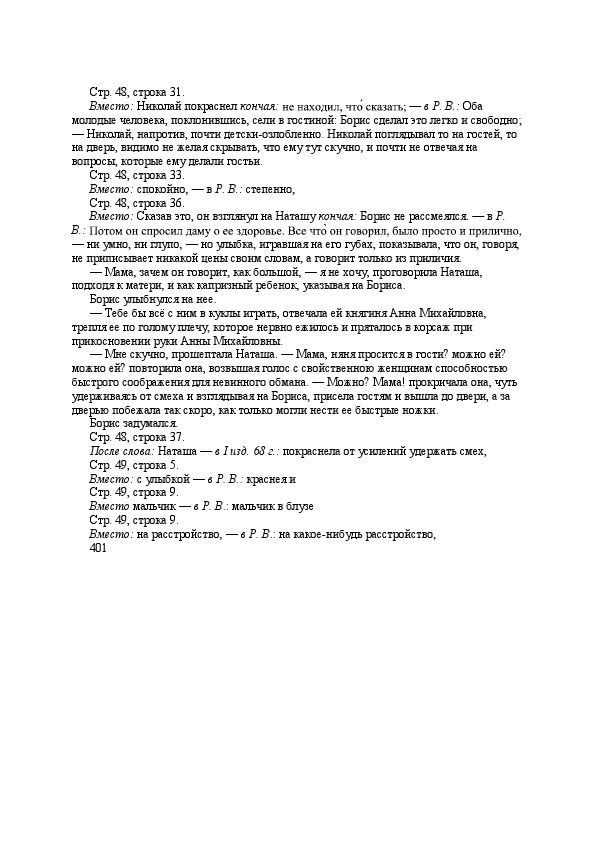 Стр. 48, строка 31.
Вместо: Николай покраснел кончая: не находил, что́ сказать; — в Р. В.: Оба
молодые человека, поклонившись, сели в гостиной: Борис сделал это легко и свободно;
— Николай, напротив, почти детски-озлобленно. Николай поглядывал то на гостей, то
на дверь, видимо не желая скрывать, что ему тут скучно, и почти не отвечая на
вопросы, которые ему делали гостьи.
Стр. 48, строка 33.
Вместо: спокойно, — в Р. В.: степенно,
Стр. 48, строка 36.
Вместо: Сказав это, он взглянул на Наташу кончая: Борис не рассмеялся. — в Р.
В.: Потом он спросил даму о ее здоровье. Все что̀ он говорил, было просто и прилично,
— ни умно, ни глупо, — но улыбка, игравшая на его губах, показывала, что он, говоря,
не приписывает никакой цены своим словам, а говорит только из приличия.
— Мама, зачем он говорит, как большой, — я не хочу, проговорила Наташа,
подходя к матери, и как капризный ребенок, указывая на Бориса.
Борис улыбнулся на нее.
— Тебе бы всё с ним в куклы играть, отвечала ей княгиня Анна Михайловна,
трепля ее по голому плечу, которое нервно ежилось и пряталось в корсаж при
прикосновении руки Анны Михайловны.
— Мне скучно, прошептала Наташа. — Мама, няня просится в гости? можно ей?
можно ей? повторила она, возвышая голос с свойственною женщинам способностью
быстрого соображения для невинного обмана. — Можно? Мама! прокричала она, чуть
удерживаясь от смеха и взглядывая на Бориса, присела гостям и вышла до двери, а за
дверью побежала так скоро, как только могли нести ее быстрые ножки.
Борис задумался.
Стр. 48, строка 37.
После слова: Наташа — в I изд. 68 г.: покраснела от усилений удержать смех,
Стр. 49, строка 5.
Вместо: с улыбкой — в Р. В.: краснея и
Стр. 49, строка 9.
Вместо мальчик — в Р. В.: мальчик в блузе
Стр. 49, строка 9.
Вместо: на расстройство, — в Р. В.: на какое-нибудь расстройство,
401